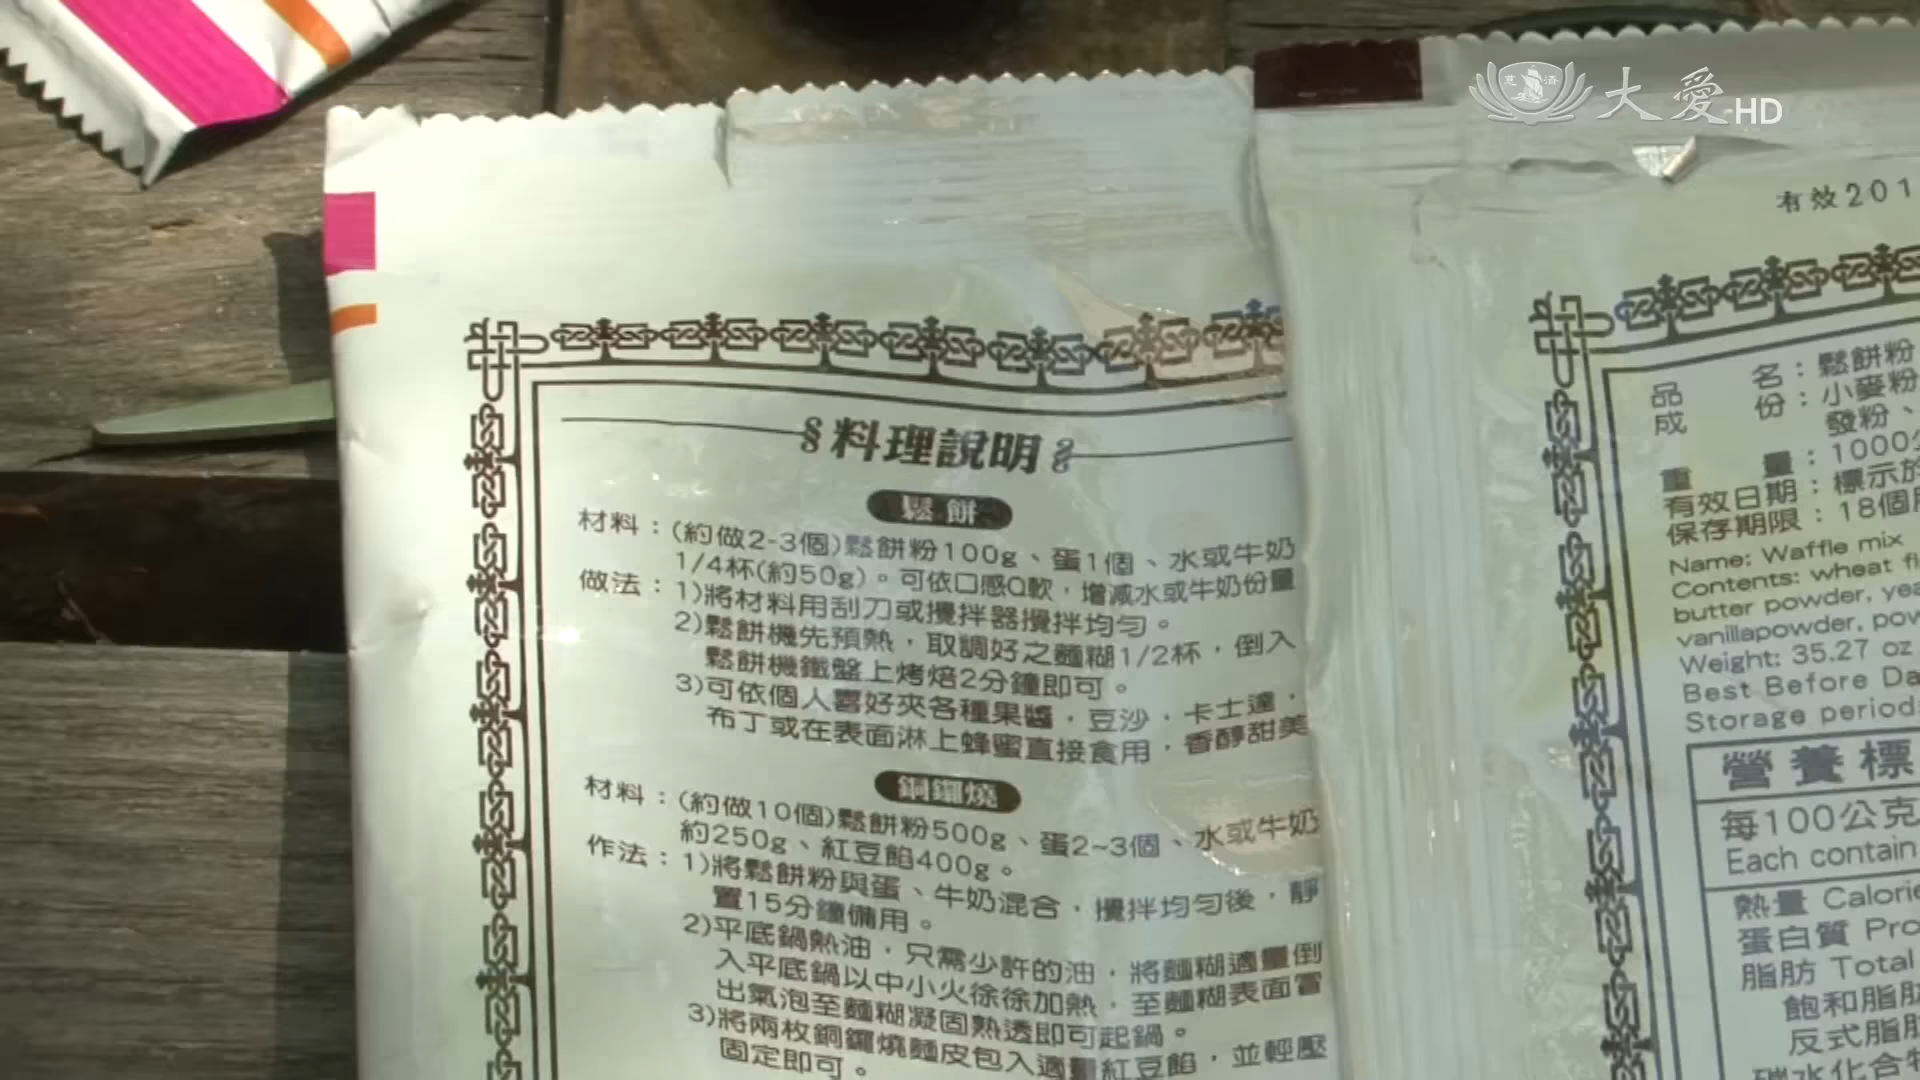 大愛-HD
有效201
§料理說明§
鬆餅
材料：(約做2-3個)鬆餅粉100g、蛋1個、水或牛奶
1/4杯(約50g)。可依口感Q軟，增減水或牛奶份量
做法：1)將材料用刮刀或攪拌器攪拌均勻。
2)鬆餅機先預熱，取調好之麵糊1/2杯，倒入
鬆餅機鐵盤上烤焙2分鐘即可。
3)可依個人喜好夾各種果醬，豆沙，卡士達，
布丁或在表面淋上蜂蜜直接食用，香醇甜美
銅鑼燒
材料：(約做10個)鬆餅粉500g、蛋2~3個、水或牛奶
約250g、紅豆餡400g。
作法：1)將鬆餅粉與蛋、牛奶混合，攪拌均勻後，靜
置15分鐘備用。
2)平底鍋熱油，只需少許的油，將麵糊適量倒
入平底鍋以中小火徐徐加熱，至麵糊表面冒
出氣泡至麵糊凝固熟透即可起鍋。
3)將兩枚銅鑼燒麵皮包入適量紅豆餡，並輕壓
固定即可。
品名：鬆餅粉
成份：小麥粉
發粉、
重量：1000
有效日期：標示於
保存期限：18個
Name: Waffle mix
Contents: wheat
butter powder,
vanillapowder,
Weight: 35.27 oz
Best Before
Storage period
營養標
每100公克
Each contain
熱量 Calorie
蛋白質
脂肪 Total
飽和脂肪
反式脂肪
碳水化合